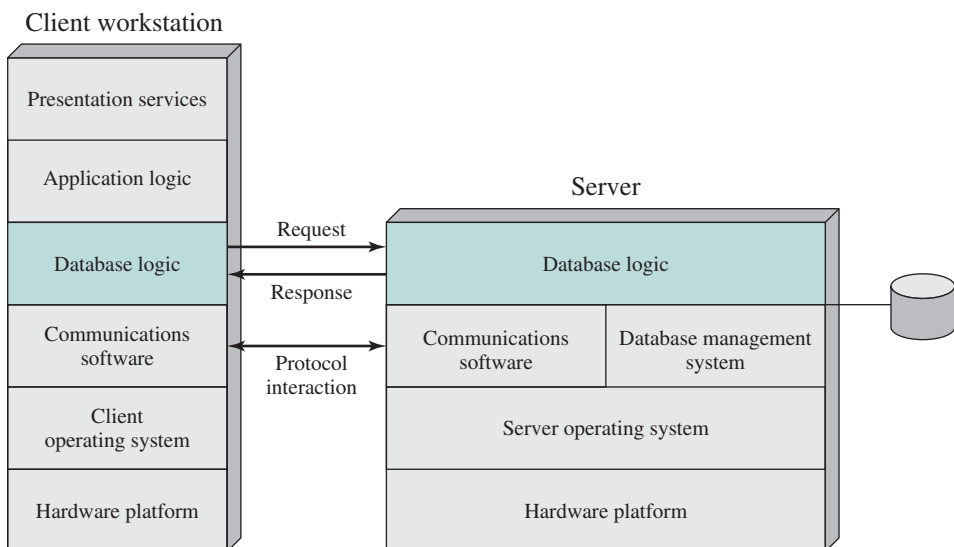 Client workstation
Presentation services
Application logic
Database logic
Communications
software
Client
operating system
Hardware platform
Request
Response
Protocol
interaction
Server
Database logic
Communications
software
Database management
system
Server operating system
Hardware platform